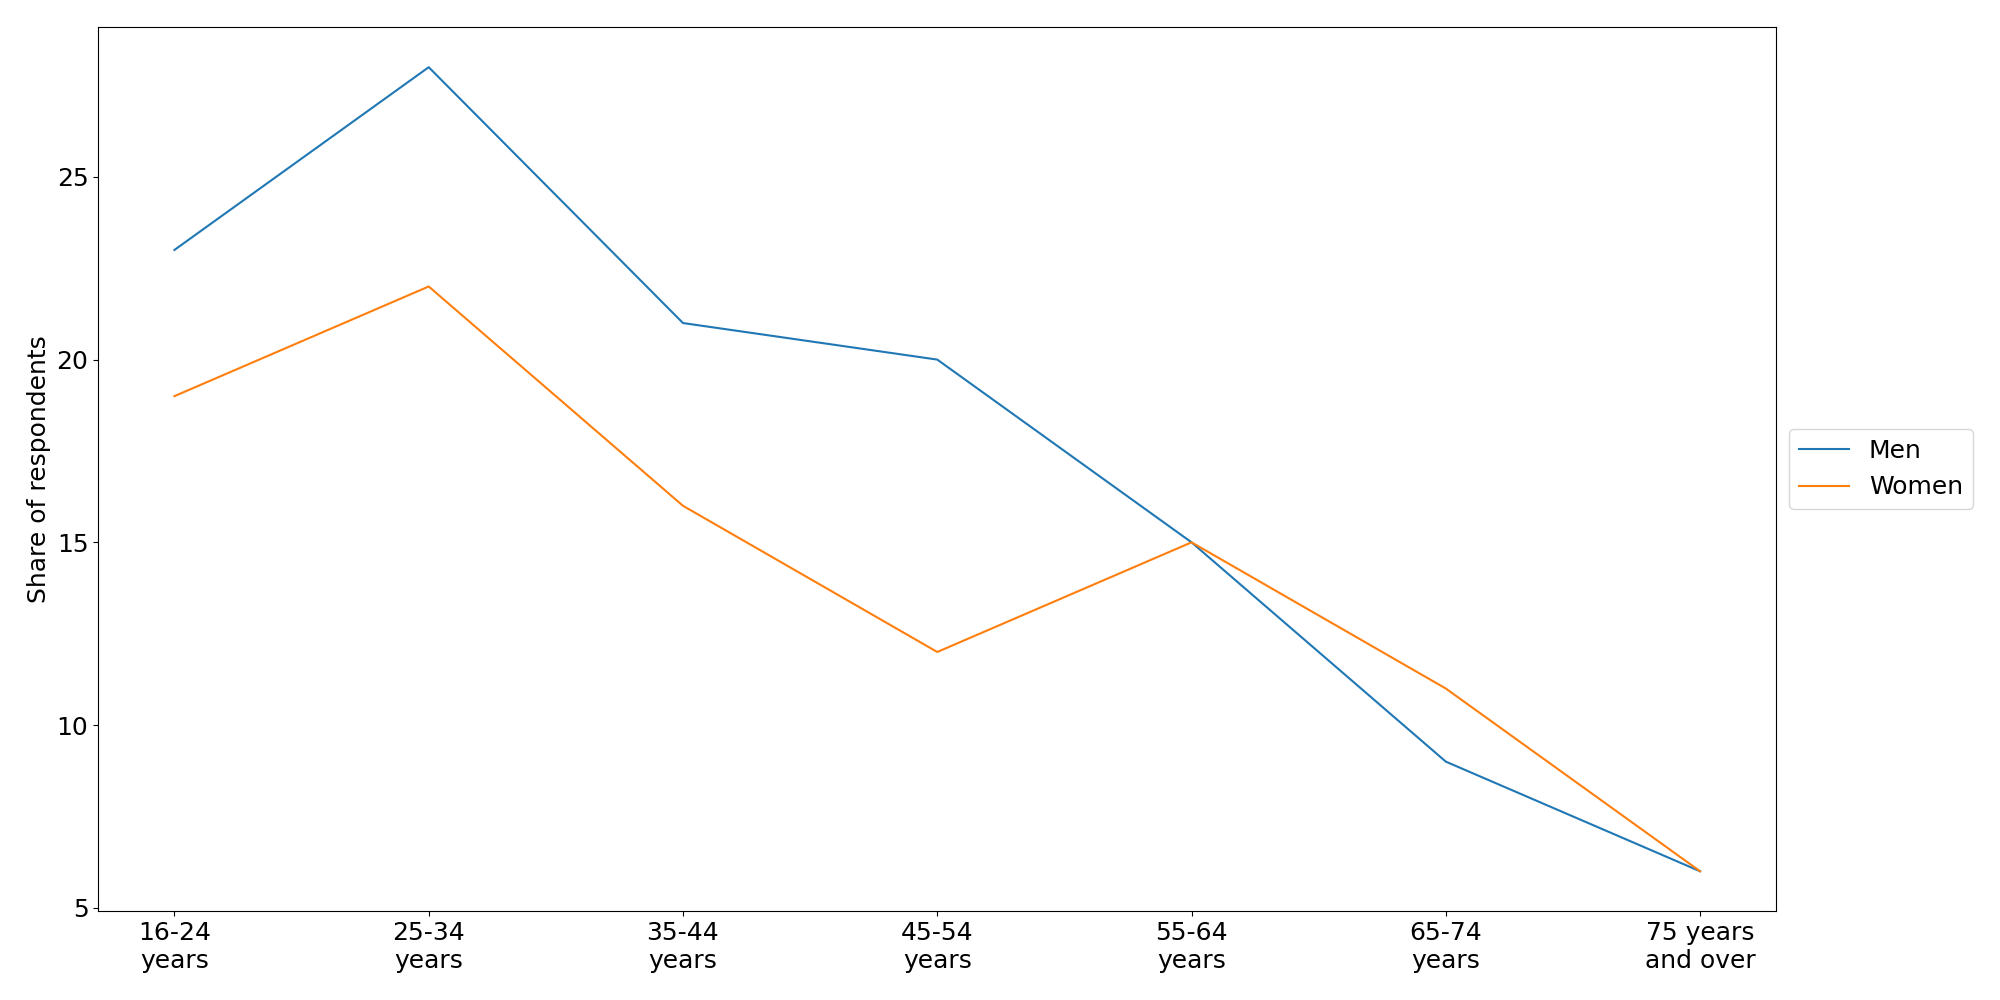 Share of respondents
25
20
15
10
5
16-24
years
25-34
years
35-44
years
45-54
years
55-64
years
65-74
years
75 years
and over
Men
Women